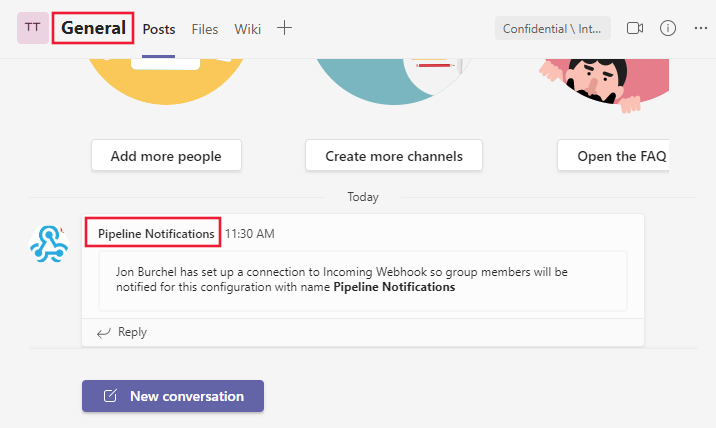 TT General Posts Files Wiki Confidential \ Int...
Add more people Create more channels Open the FAQ
Today
Pipeline Notifications 11:30 AM
Jon Burchel has set up a connection to Incoming Webhook so group members will be
notified for this configuration with name Pipeline Notifications
Reply
New conversation